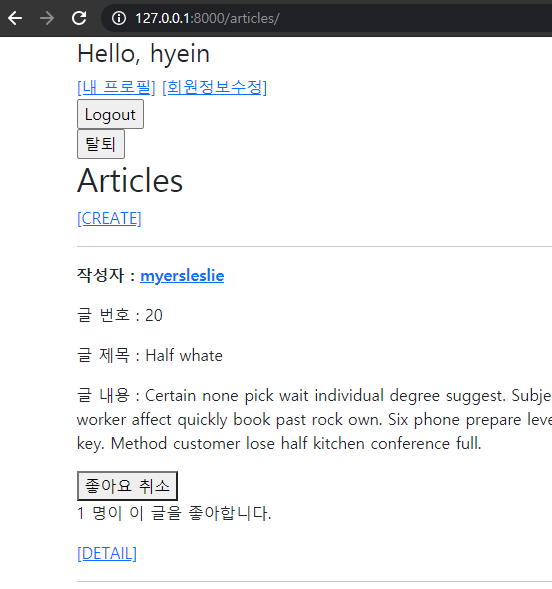 127.0.0.1:8000/articles/
Hello, hyein
[내 프로필] [회원정보수정]
Logout
탈퇴
Articles
[CREATE]
작성자 : myersleslie
글 번호 : 20
글 제목 : Half whate
글 내용 : Certain none pick wait individual degree suggest. Subje
worker affect quickly book past rock own. Six phone prepare leve
key. Method customer lose half kitchen conference full.
좋아요 취소
1 명이 이 글을 좋아합니다.
[DETAIL]